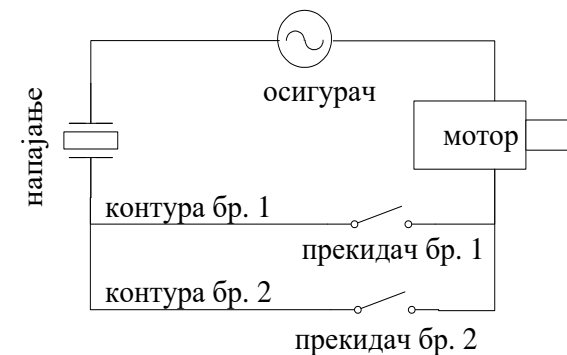 осигурач
напајање
мотор
контура бр. 1
прекидач бр. 1
контура бр. 2
прекидач бр. 2